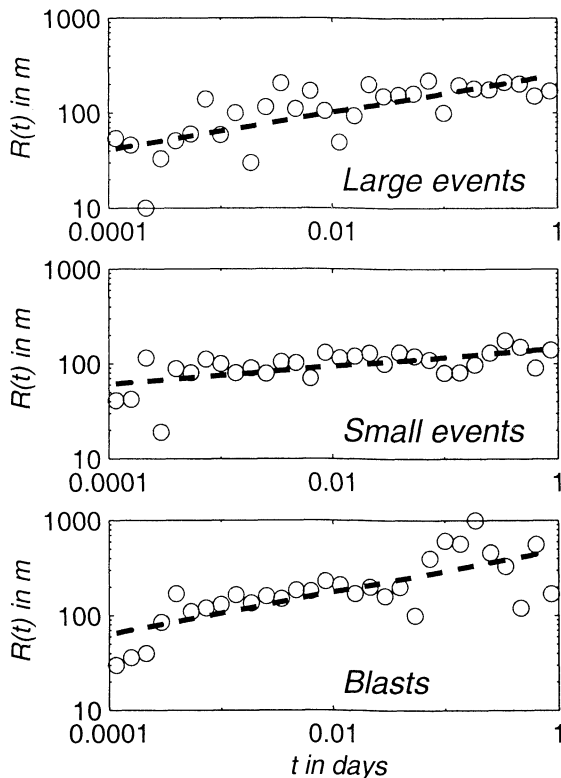 1000
R(t) in m
100
Large events
10
0.0001
0.01
1
1000
R(t) in m
100
Small events
10
0.0001
0.01
1
1000
R(t) in m
100
Blasts
10
0.0001
0.01
1
t in days